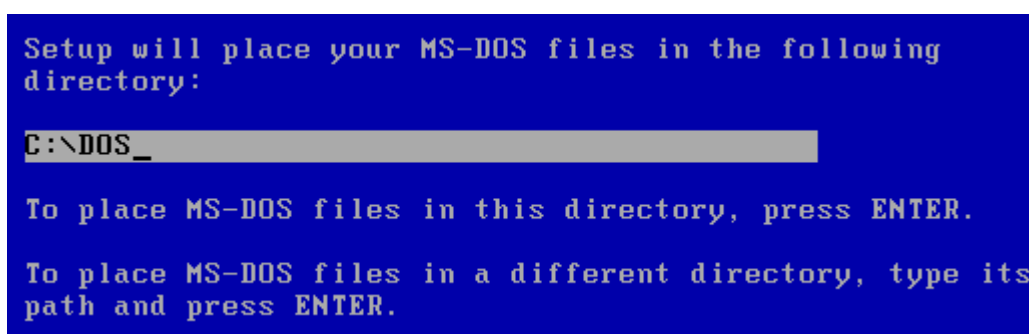 Setup will place your MS-DOS files in the following
directory:
C:\DOS_
To place MS-DOS files in this directory, press ENTER.
To place MS-DOS files in a different directory, type its
path and press ENTER.